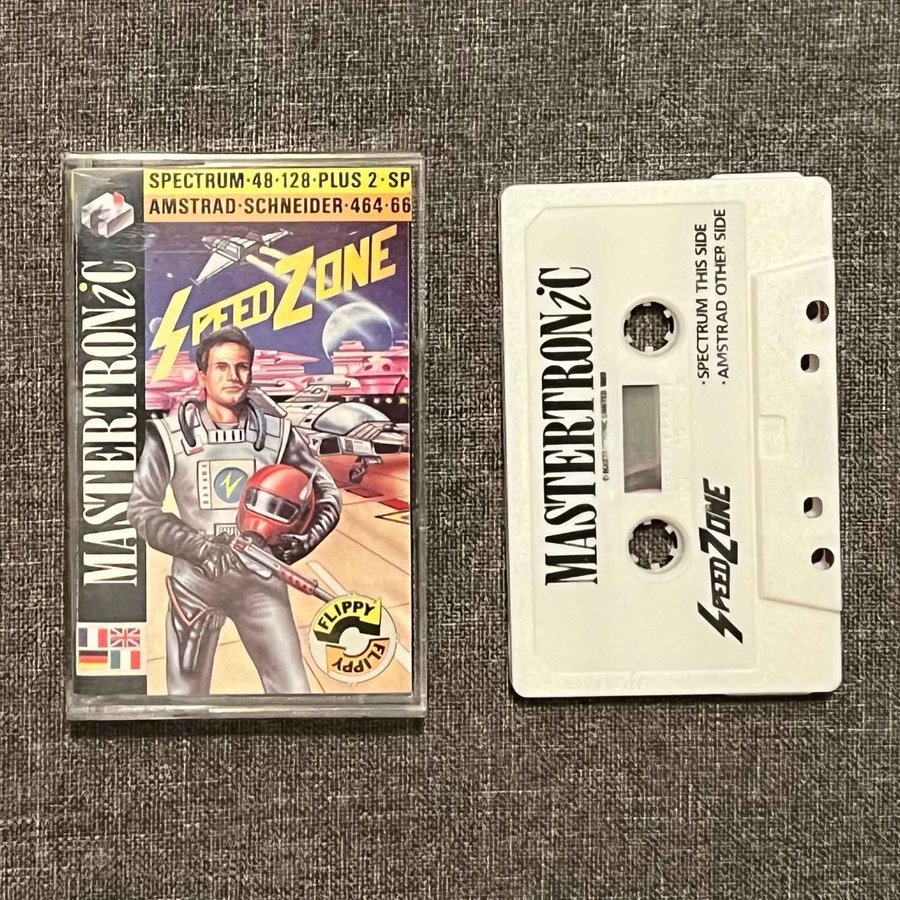 SPECTRUM·48·128·PLUS 2·SP
AMSTRAD·SCHNEIDER·464·66
SPEED ZONE
MASTERTRONiC
FLIPPY
FLIPPY
MASTERTRONiC
·SPECTRUM THIS SIDE
·AMSTRAD OTHER SIDE
SPEED ZONE